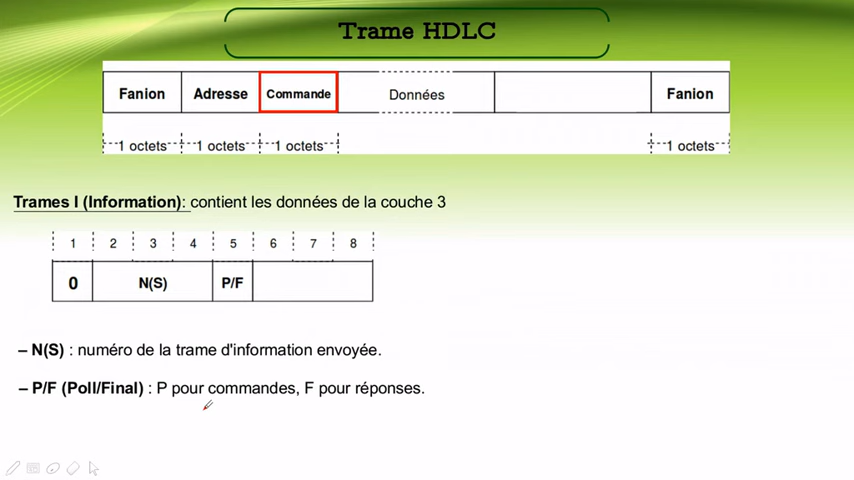 Trame HDLC
Fanion Adresse Commande Données Fanion
1 octets 1 octets 1 octets 1 octets
Trames I (Information): contient les données de la couche 3
1 2 3 4 5 6 7 8
0 N(S) P/F
– N(S) : numéro de la trame d'information envoyée.
– P/F (Poll/Final) : P pour commandes, F pour réponses.